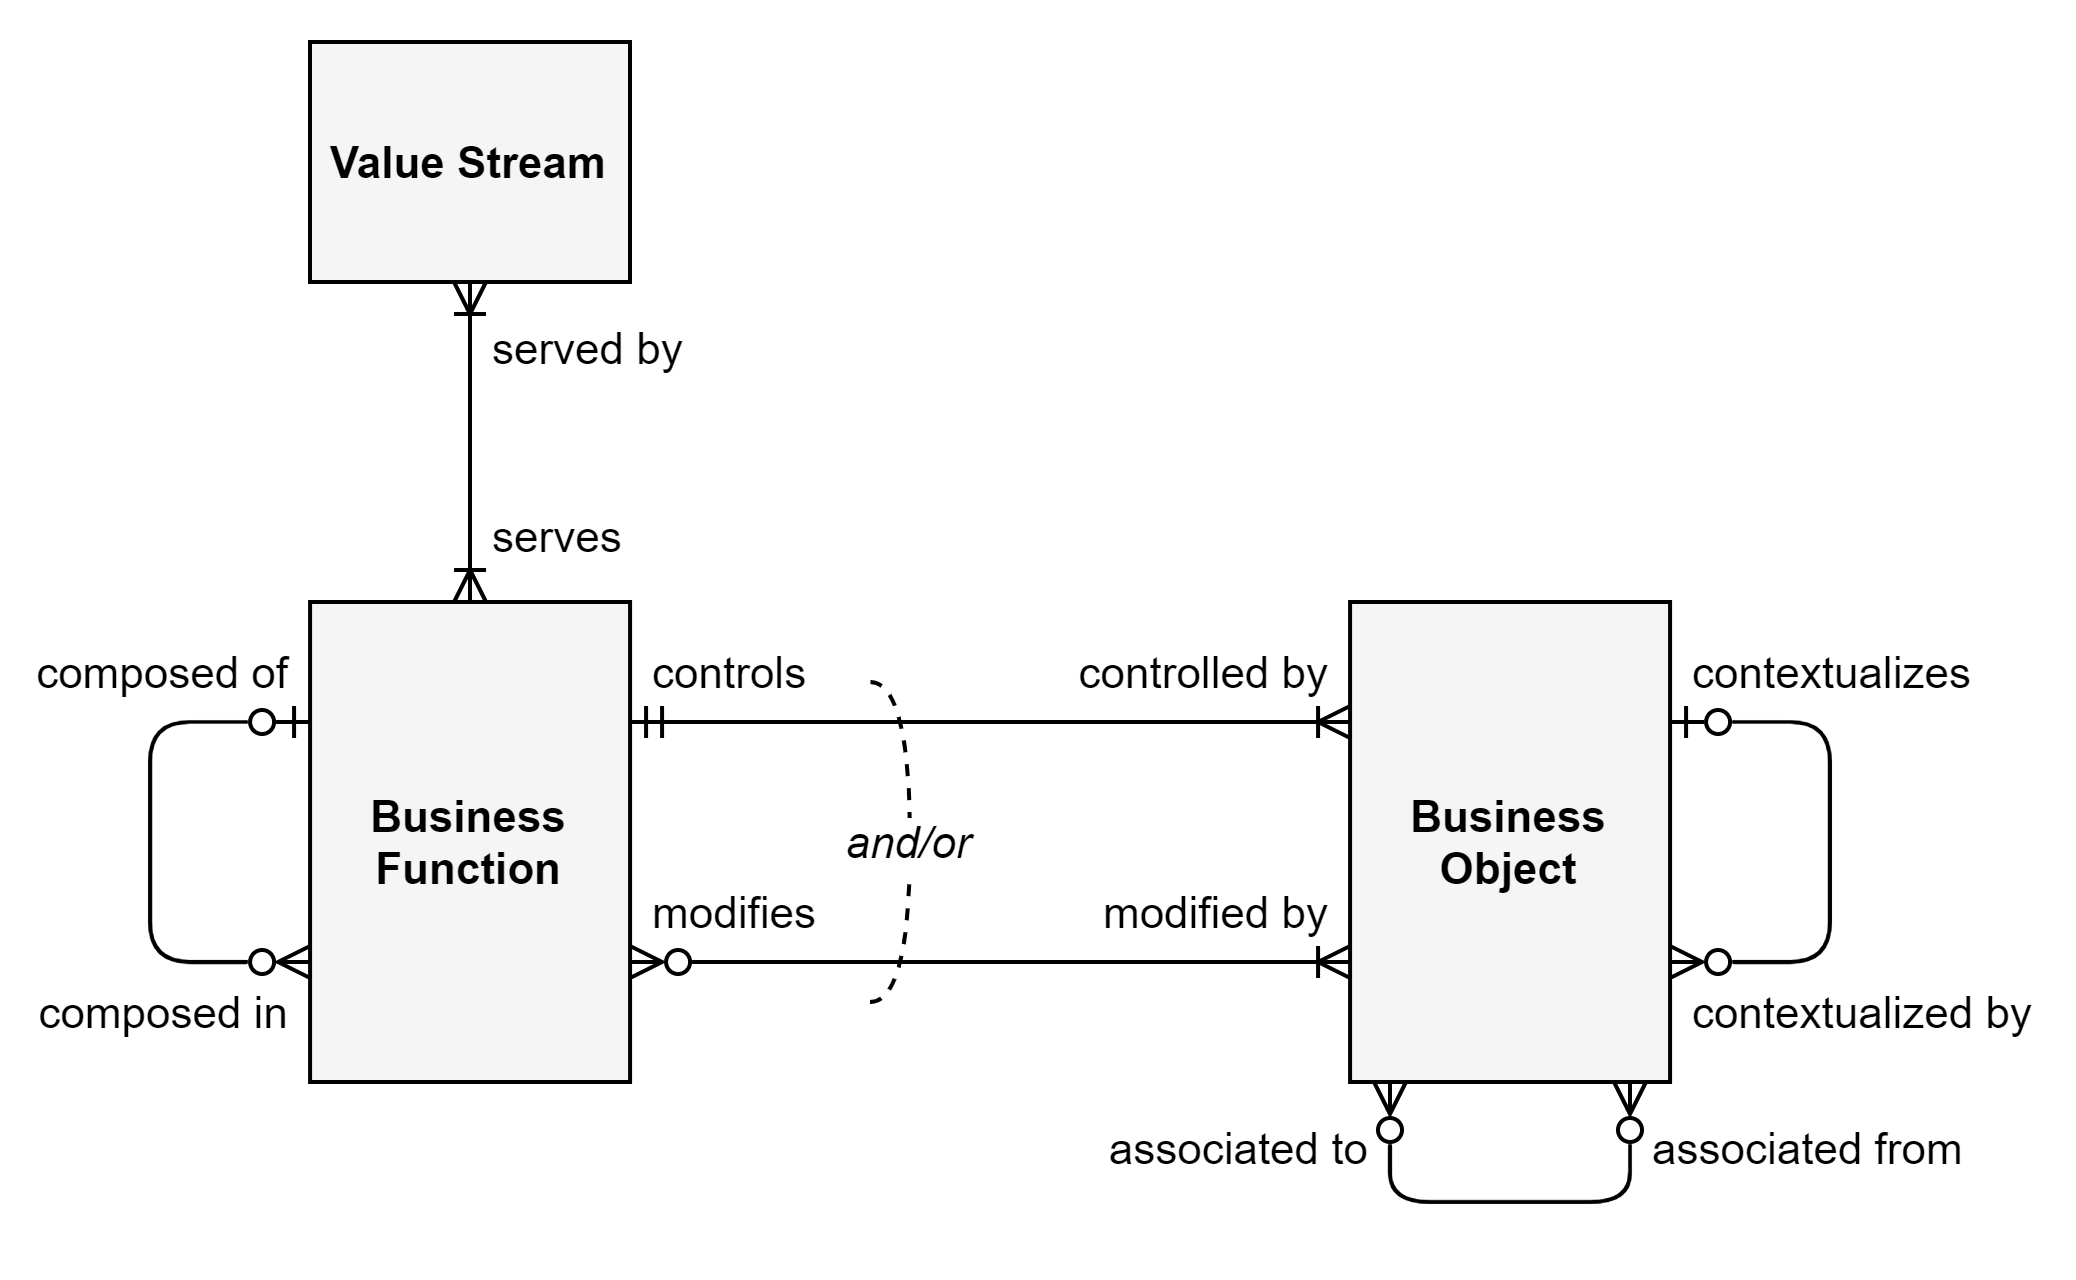 Value Stream
served by
serves
composed of
controls
controlled by
contextualizes
Business
Function
and/or
Business
Object
modifies
modified by
composed in
contextualized by
associated to
associated from